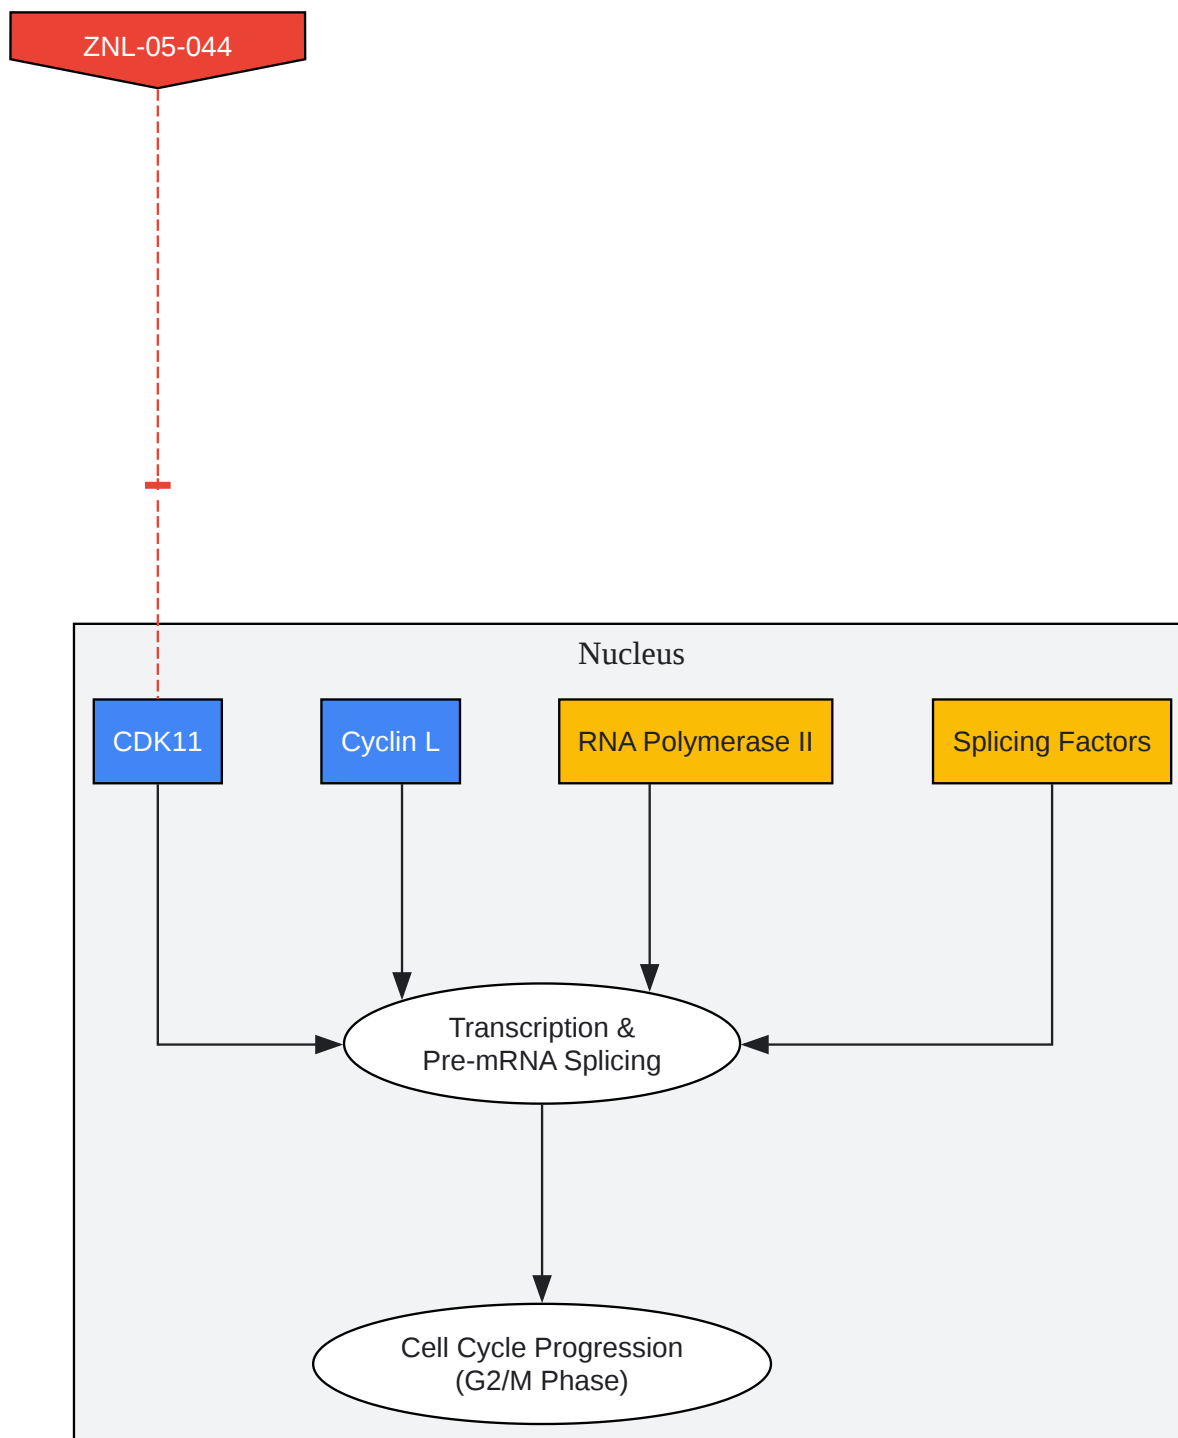 ZNL-05-044
Nucleus
CDK11
Cyclin L
RNA Polymerase II
Splicing Factors
Transcription &
Pre-mRNA Splicing
Cell Cycle Progression
(G2/M Phase)